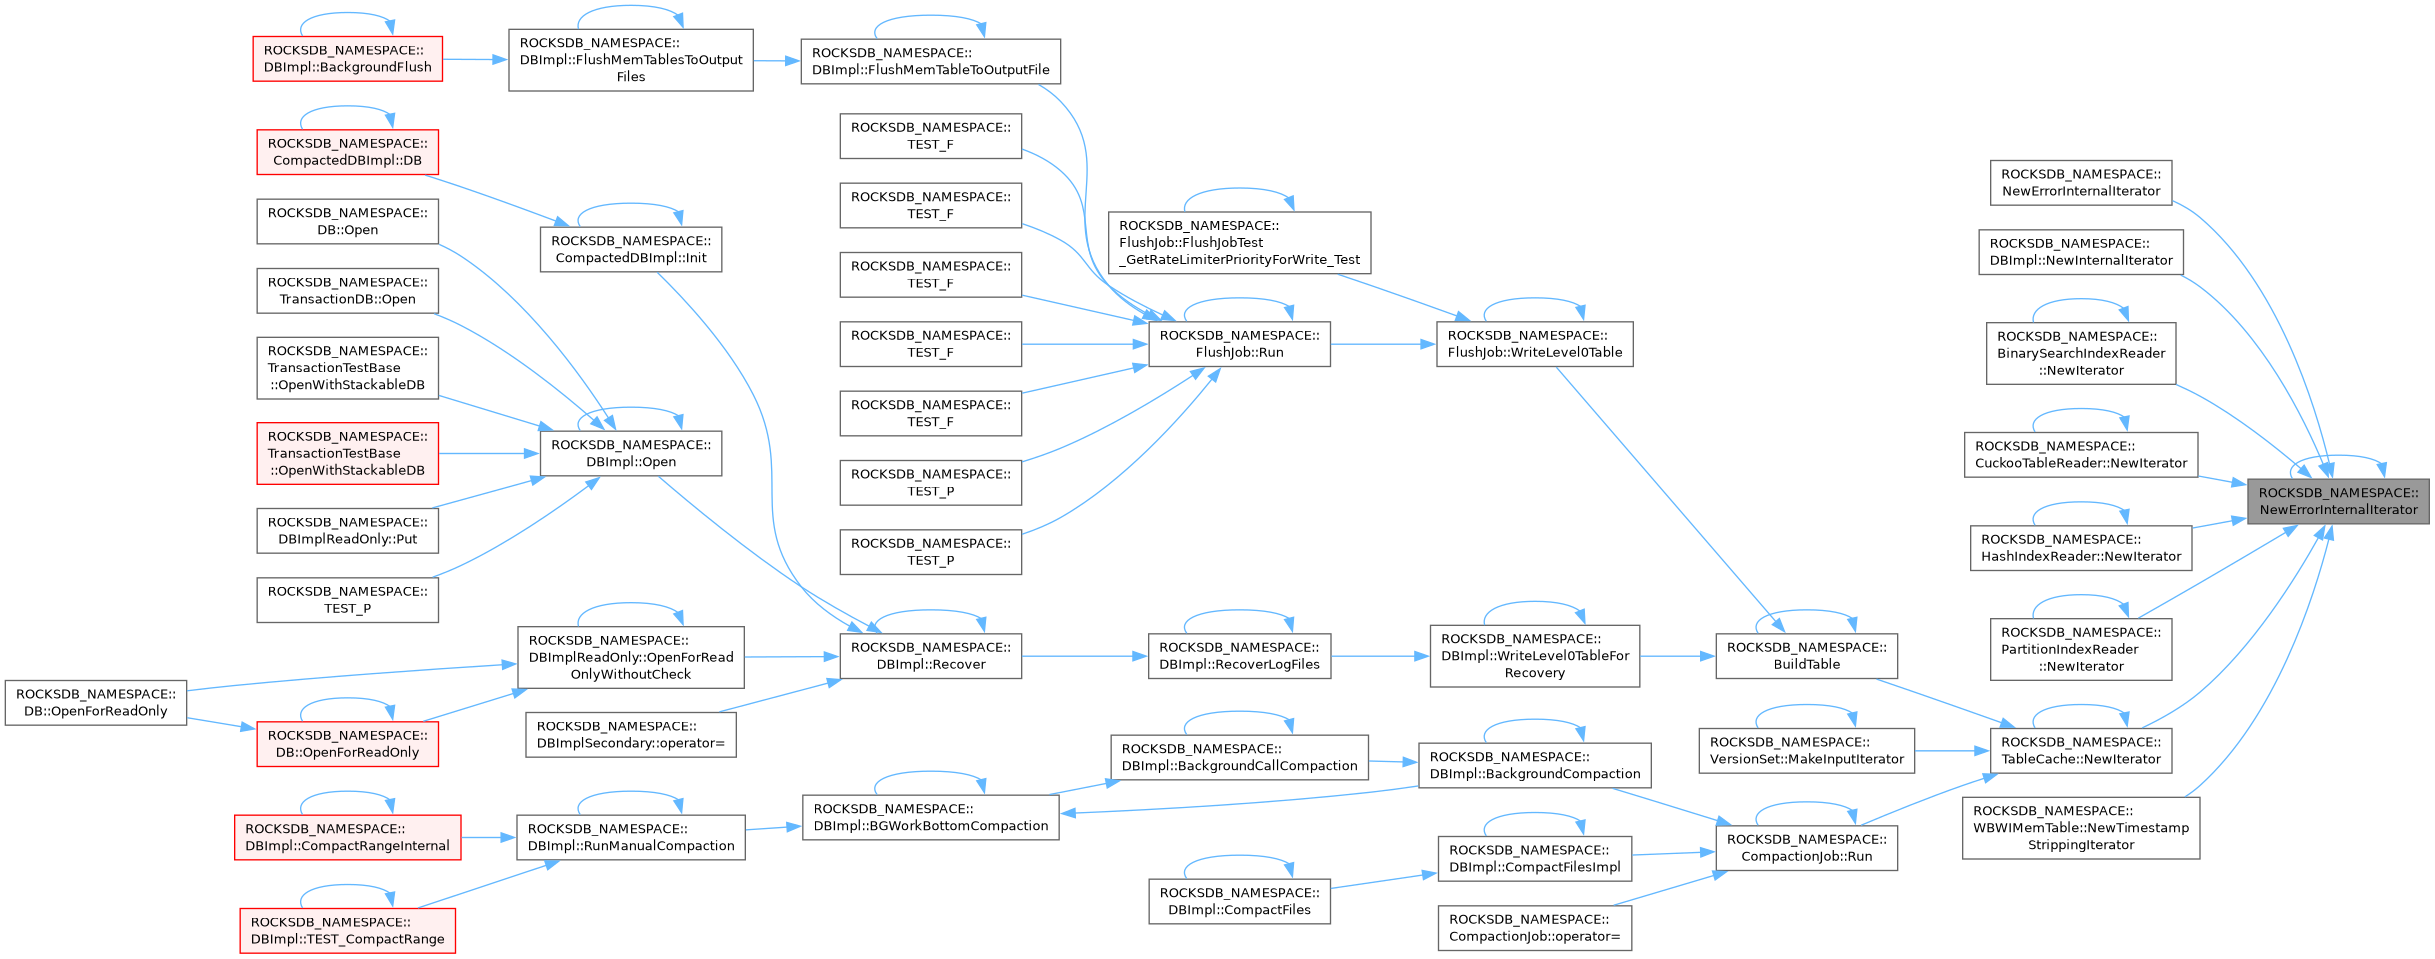 ROCKSDB_NAMESPACE::
DBImpl::BackgroundFlush
ROCKSDB_NAMESPACE::
DBImpl::FlushMemTablesToOutput
Files
ROCKSDB_NAMESPACE::
DBImpl::FlushMemTableToOutputFile
ROCKSDB_NAMESPACE::
CompactedDBImpl::DB
ROCKSDB_NAMESPACE::
DB::Open
ROCKSDB_NAMESPACE::
TransactionDB::Open
ROCKSDB_NAMESPACE::
TransactionTestBase
::OpenWithStackableDB
ROCKSDB_NAMESPACE::
TransactionTestBase
::OpenWithStackableDB
ROCKSDB_NAMESPACE::
DBImplReadOnly::Put
ROCKSDB_NAMESPACE::
TEST_P
ROCKSDB_NAMESPACE::
CompactedDBImpl::Init
ROCKSDB_NAMESPACE::
DBImpl::Open
ROCKSDB_NAMESPACE::
TEST_F
ROCKSDB_NAMESPACE::
TEST_F
ROCKSDB_NAMESPACE::
TEST_F
ROCKSDB_NAMESPACE::
TEST_F
ROCKSDB_NAMESPACE::
TEST_F
ROCKSDB_NAMESPACE::
TEST_P
ROCKSDB_NAMESPACE::
TEST_P
ROCKSDB_NAMESPACE::
FlushJob::FlushJobTest
_GetRateLimiterPriorityForWrite_Test
ROCKSDB_NAMESPACE::
FlushJob::Run
ROCKSDB_NAMESPACE::
FlushJob::WriteLevel0Table
ROCKSDB_NAMESPACE::
NewErrorInternalIterator
ROCKSDB_NAMESPACE::
DBImpl::NewInternalIterator
ROCKSDB_NAMESPACE::
BinarySearchIndexReader
::NewIterator
ROCKSDB_NAMESPACE::
CuckooTableReader::NewIterator
ROCKSDB_NAMESPACE::
NewErrorInternalIterator
ROCKSDB_NAMESPACE::
HashIndexReader::NewIterator
ROCKSDB_NAMESPACE::
PartitionIndexReader
::NewIterator
ROCKSDB_NAMESPACE::
DB::OpenForReadOnly
ROCKSDB_NAMESPACE::
DB::OpenForReadOnly
ROCKSDB_NAMESPACE::
DBImplReadOnly::OpenForRead
OnlyWithoutCheck
ROCKSDB_NAMESPACE::
DBImplSecondary::operator=
ROCKSDB_NAMESPACE::
DBImpl::Recover
ROCKSDB_NAMESPACE::
DBImpl::RecoverLogFiles
ROCKSDB_NAMESPACE::
DBImpl::WriteLevel0TableFor
Recovery
ROCKSDB_NAMESPACE::
BuildTable
ROCKSDB_NAMESPACE::
VersionSet::MakeInputIterator
ROCKSDB_NAMESPACE::
TableCache::NewIterator
ROCKSDB_NAMESPACE::
WBWIMemTable::NewTimestamp
StrippingIterator
ROCKSDB_NAMESPACE::
DBImpl::CompactRangeInternal
ROCKSDB_NAMESPACE::
DBImpl::TEST_CompactRange
ROCKSDB_NAMESPACE::
DBImpl::RunManualCompaction
ROCKSDB_NAMESPACE::
DBImpl::BGWorkBottomCompaction
ROCKSDB_NAMESPACE::
DBImpl::BackgroundCallCompaction
ROCKSDB_NAMESPACE::
DBImpl::BackgroundCompaction
ROCKSDB_NAMESPACE::
DBImpl::CompactFiles
ROCKSDB_NAMESPACE::
DBImpl::CompactFilesImpl
ROCKSDB_NAMESPACE::
CompactionJob::operator=
ROCKSDB_NAMESPACE::
CompactionJob::Run